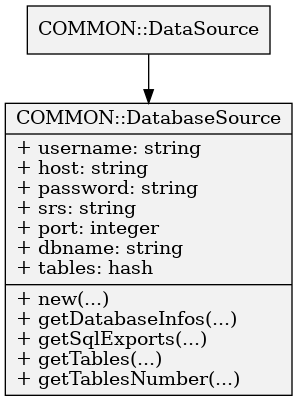 COMMON::DataSource
COMMON::DatabaseSource
+ username: string
+ host: string
+ password: string
+ srs: string
+ port: integer
+ dbname: string
+ tables: hash
+ new(...)
+ getDatabaseInfos(...)
+ getSqlExports(...)
+ getTables(...)
+ getTablesNumber(...)